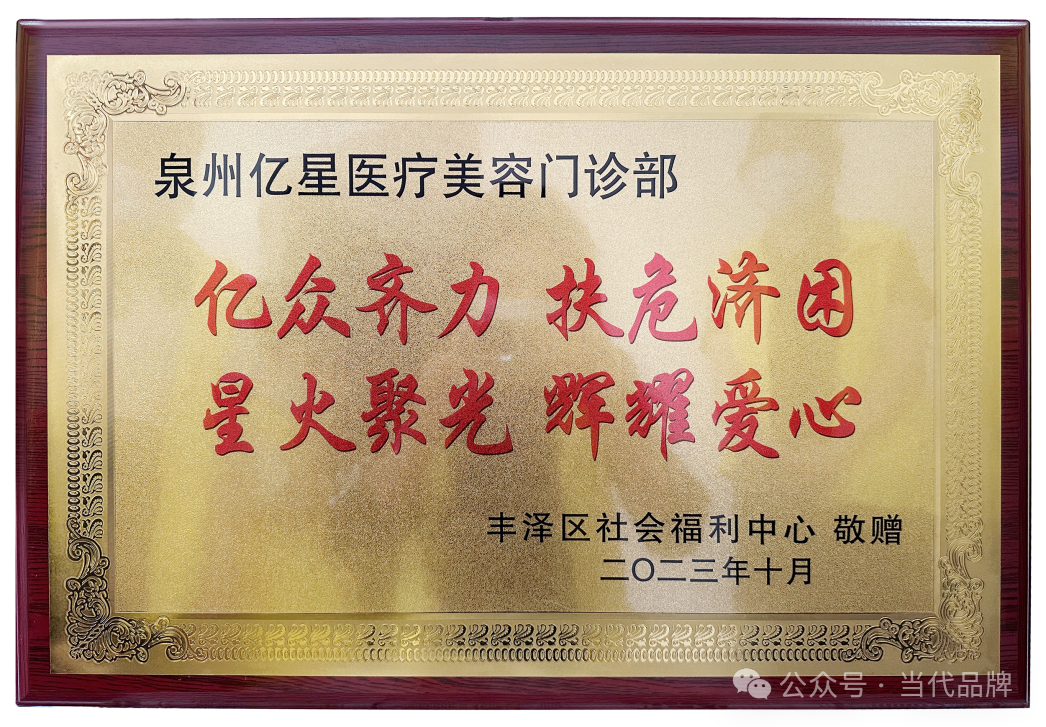 泉州亿星医疗美容门诊部
亿众齐力 扶危济困
星火聚光 辉耀爱心
丰泽区社会福利中心 敬赠
二〇二三年十月
公众号·当代品牌